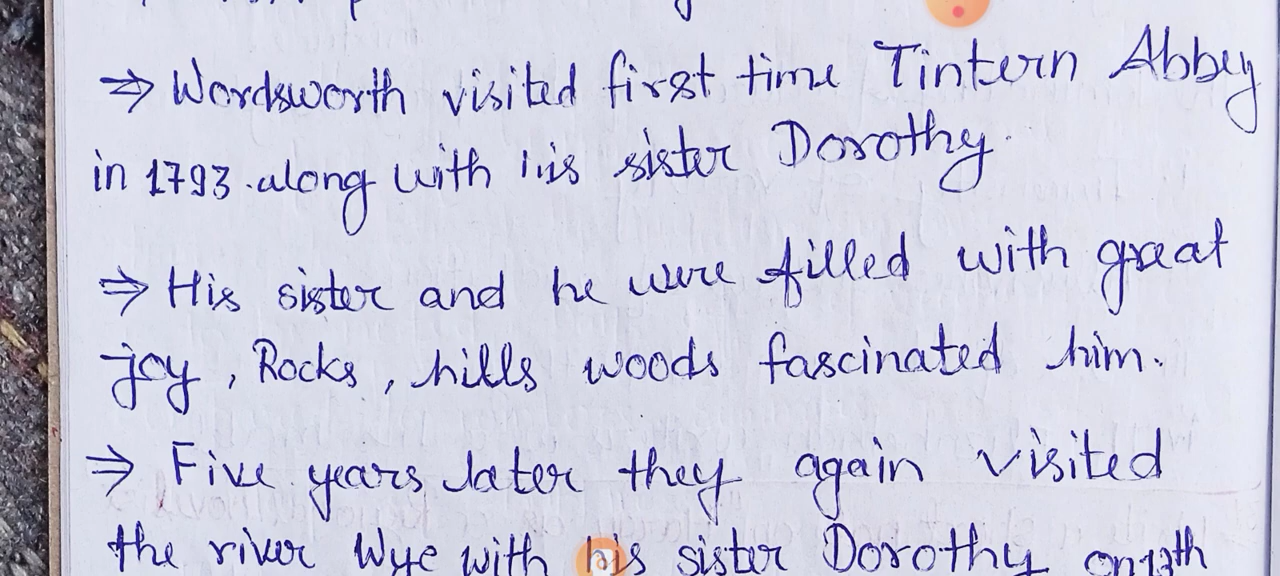 ⇒ Wordsworth visited first time Tintern Abbey
in 1793 along with his sister Dorothy.
⇒ His sister and he were filled with great
joy, Rocks, hills woods fascinated him.
⇒ Five years later they again visited
the river Wye with his sister Dorothy on 13th